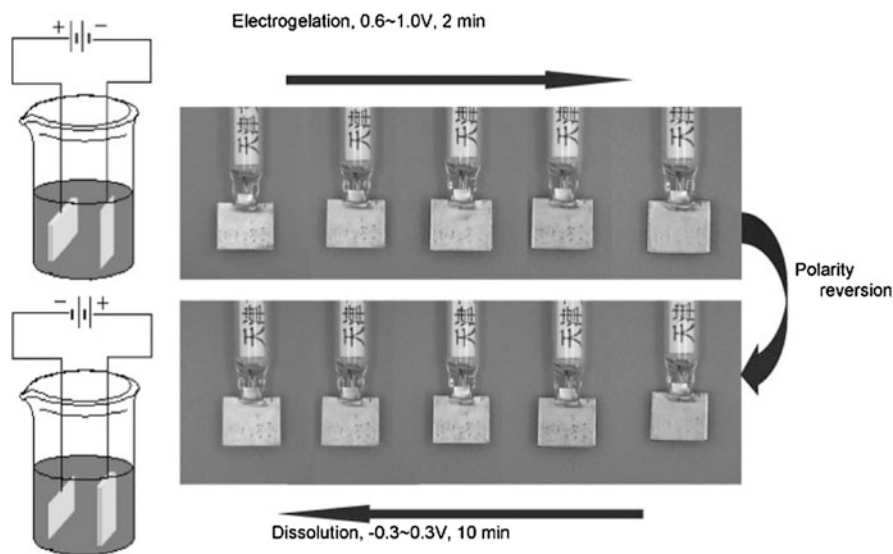 Electrogelation, 0.6~1.0V, 2 min
+ −
天津
天津
天津
天津
天津
Polarity
reversion
− +
天津
天津
天津
天津
天津
Dissolution, -0.3~0.3V, 10 min